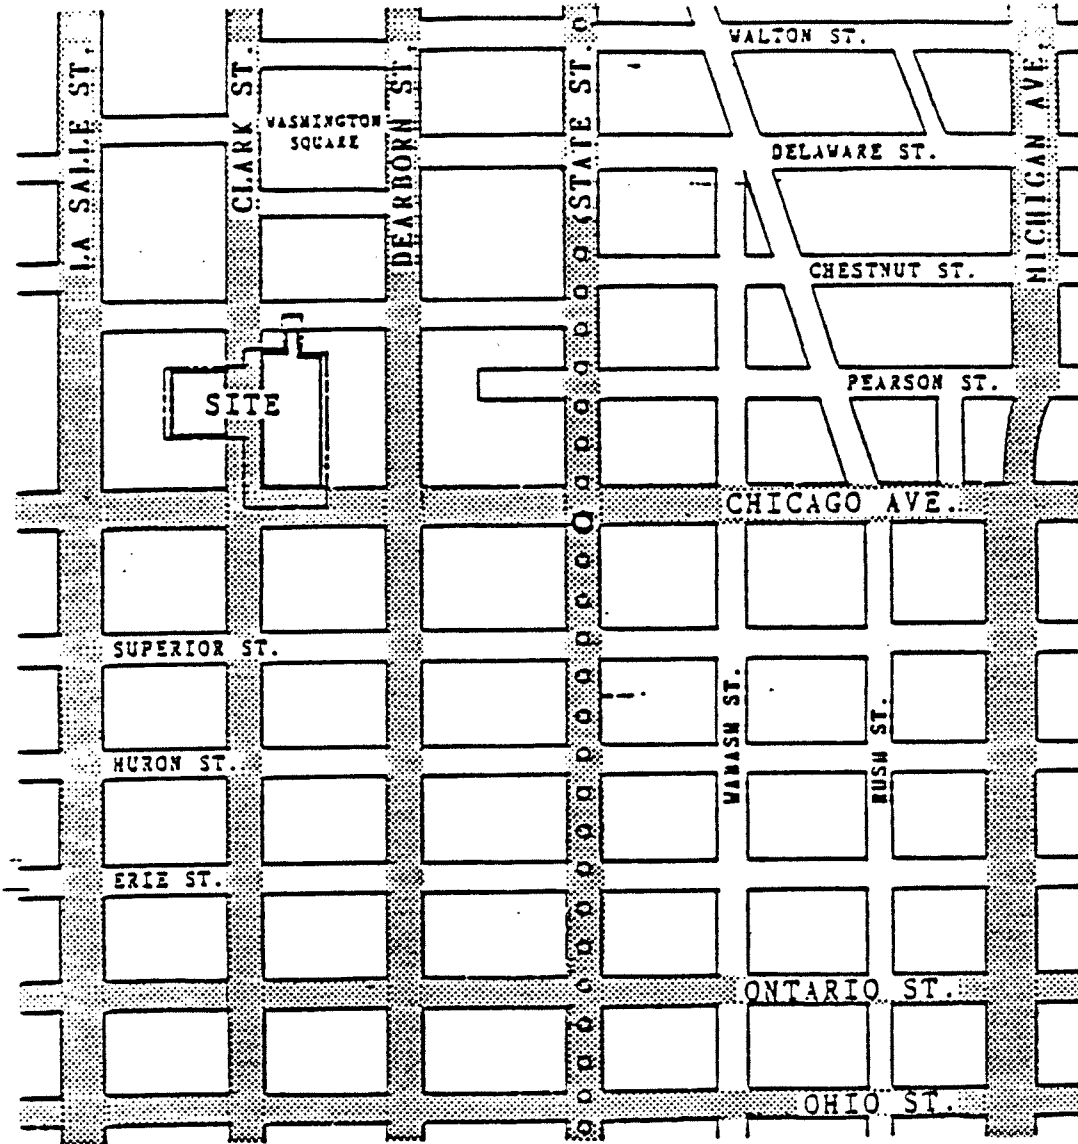 WALTON ST.
LA SALLE ST.
CLARK ST.
DEARBORN ST.
STATE ST.
MICHIGAN AVE.
WASHINGTON
SQUARE
DELAWARE ST.
CHESTNUT ST.
PEARSON ST.
SITE
CHICAGO AVE.
SUPERIOR ST.
WABASH ST.
RUSH ST.
HURON ST.
ERIE ST.
ONTARIO ST.
OHIO ST.